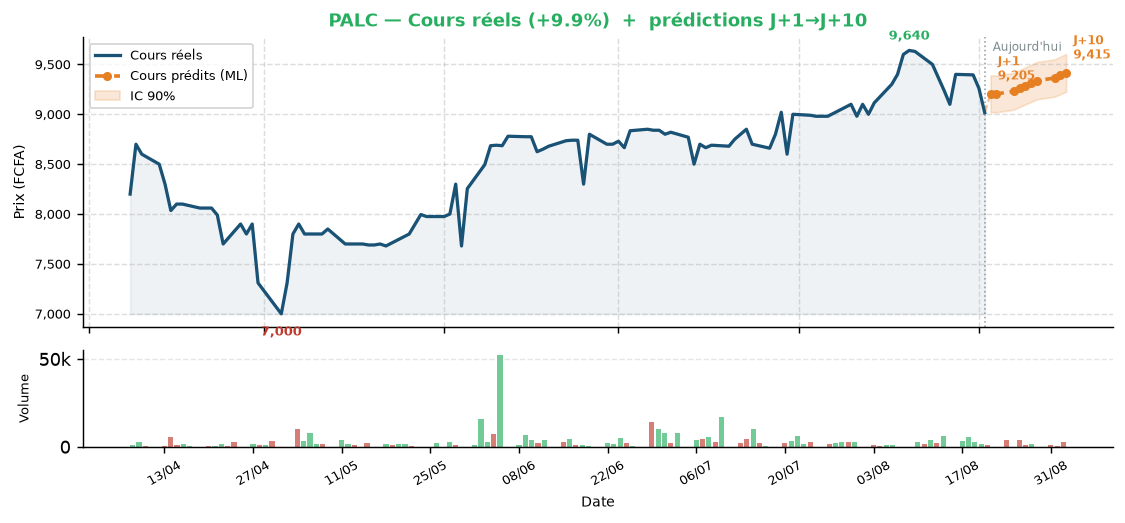 PALC — Cours réels (+9.9%)  +  prédictions J+1→J+10
9,640
Aujourd'hui
J+10
9,415
J+1
9,205
Cours réels
Cours prédits (ML)
IC 90%
Prix (FCFA)
9,500
9,000
8,500
8,000
7,500
7,000
7,000
Volume
50k
0
13/04
27/04
11/05
25/05
08/06
22/06
06/07
20/07
03/08
17/08
31/08
Date